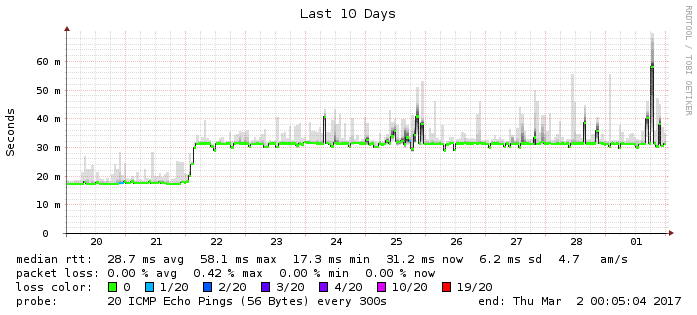 Last 10 Days
RRDTOOL / TOBI OETIKER
Seconds
60 m
50 m
40 m
30 m
20 m
10 m
0
20 21 22 23 24 25 26 27 28 01
median rtt: 28.7 ms avg 58.1 ms max 17.3 ms min 31.2 ms now 6.2 ms sd 4.7 am/s
packet loss: 0.00 % avg 0.42 % max 0.00 % min 0.00 % now
loss color: 0 1/20 2/20 3/20 4/20 10/20 19/20
probe: 20 ICMP Echo Pings (56 Bytes) every 300s end: Thu Mar 2 00:05:04 2017